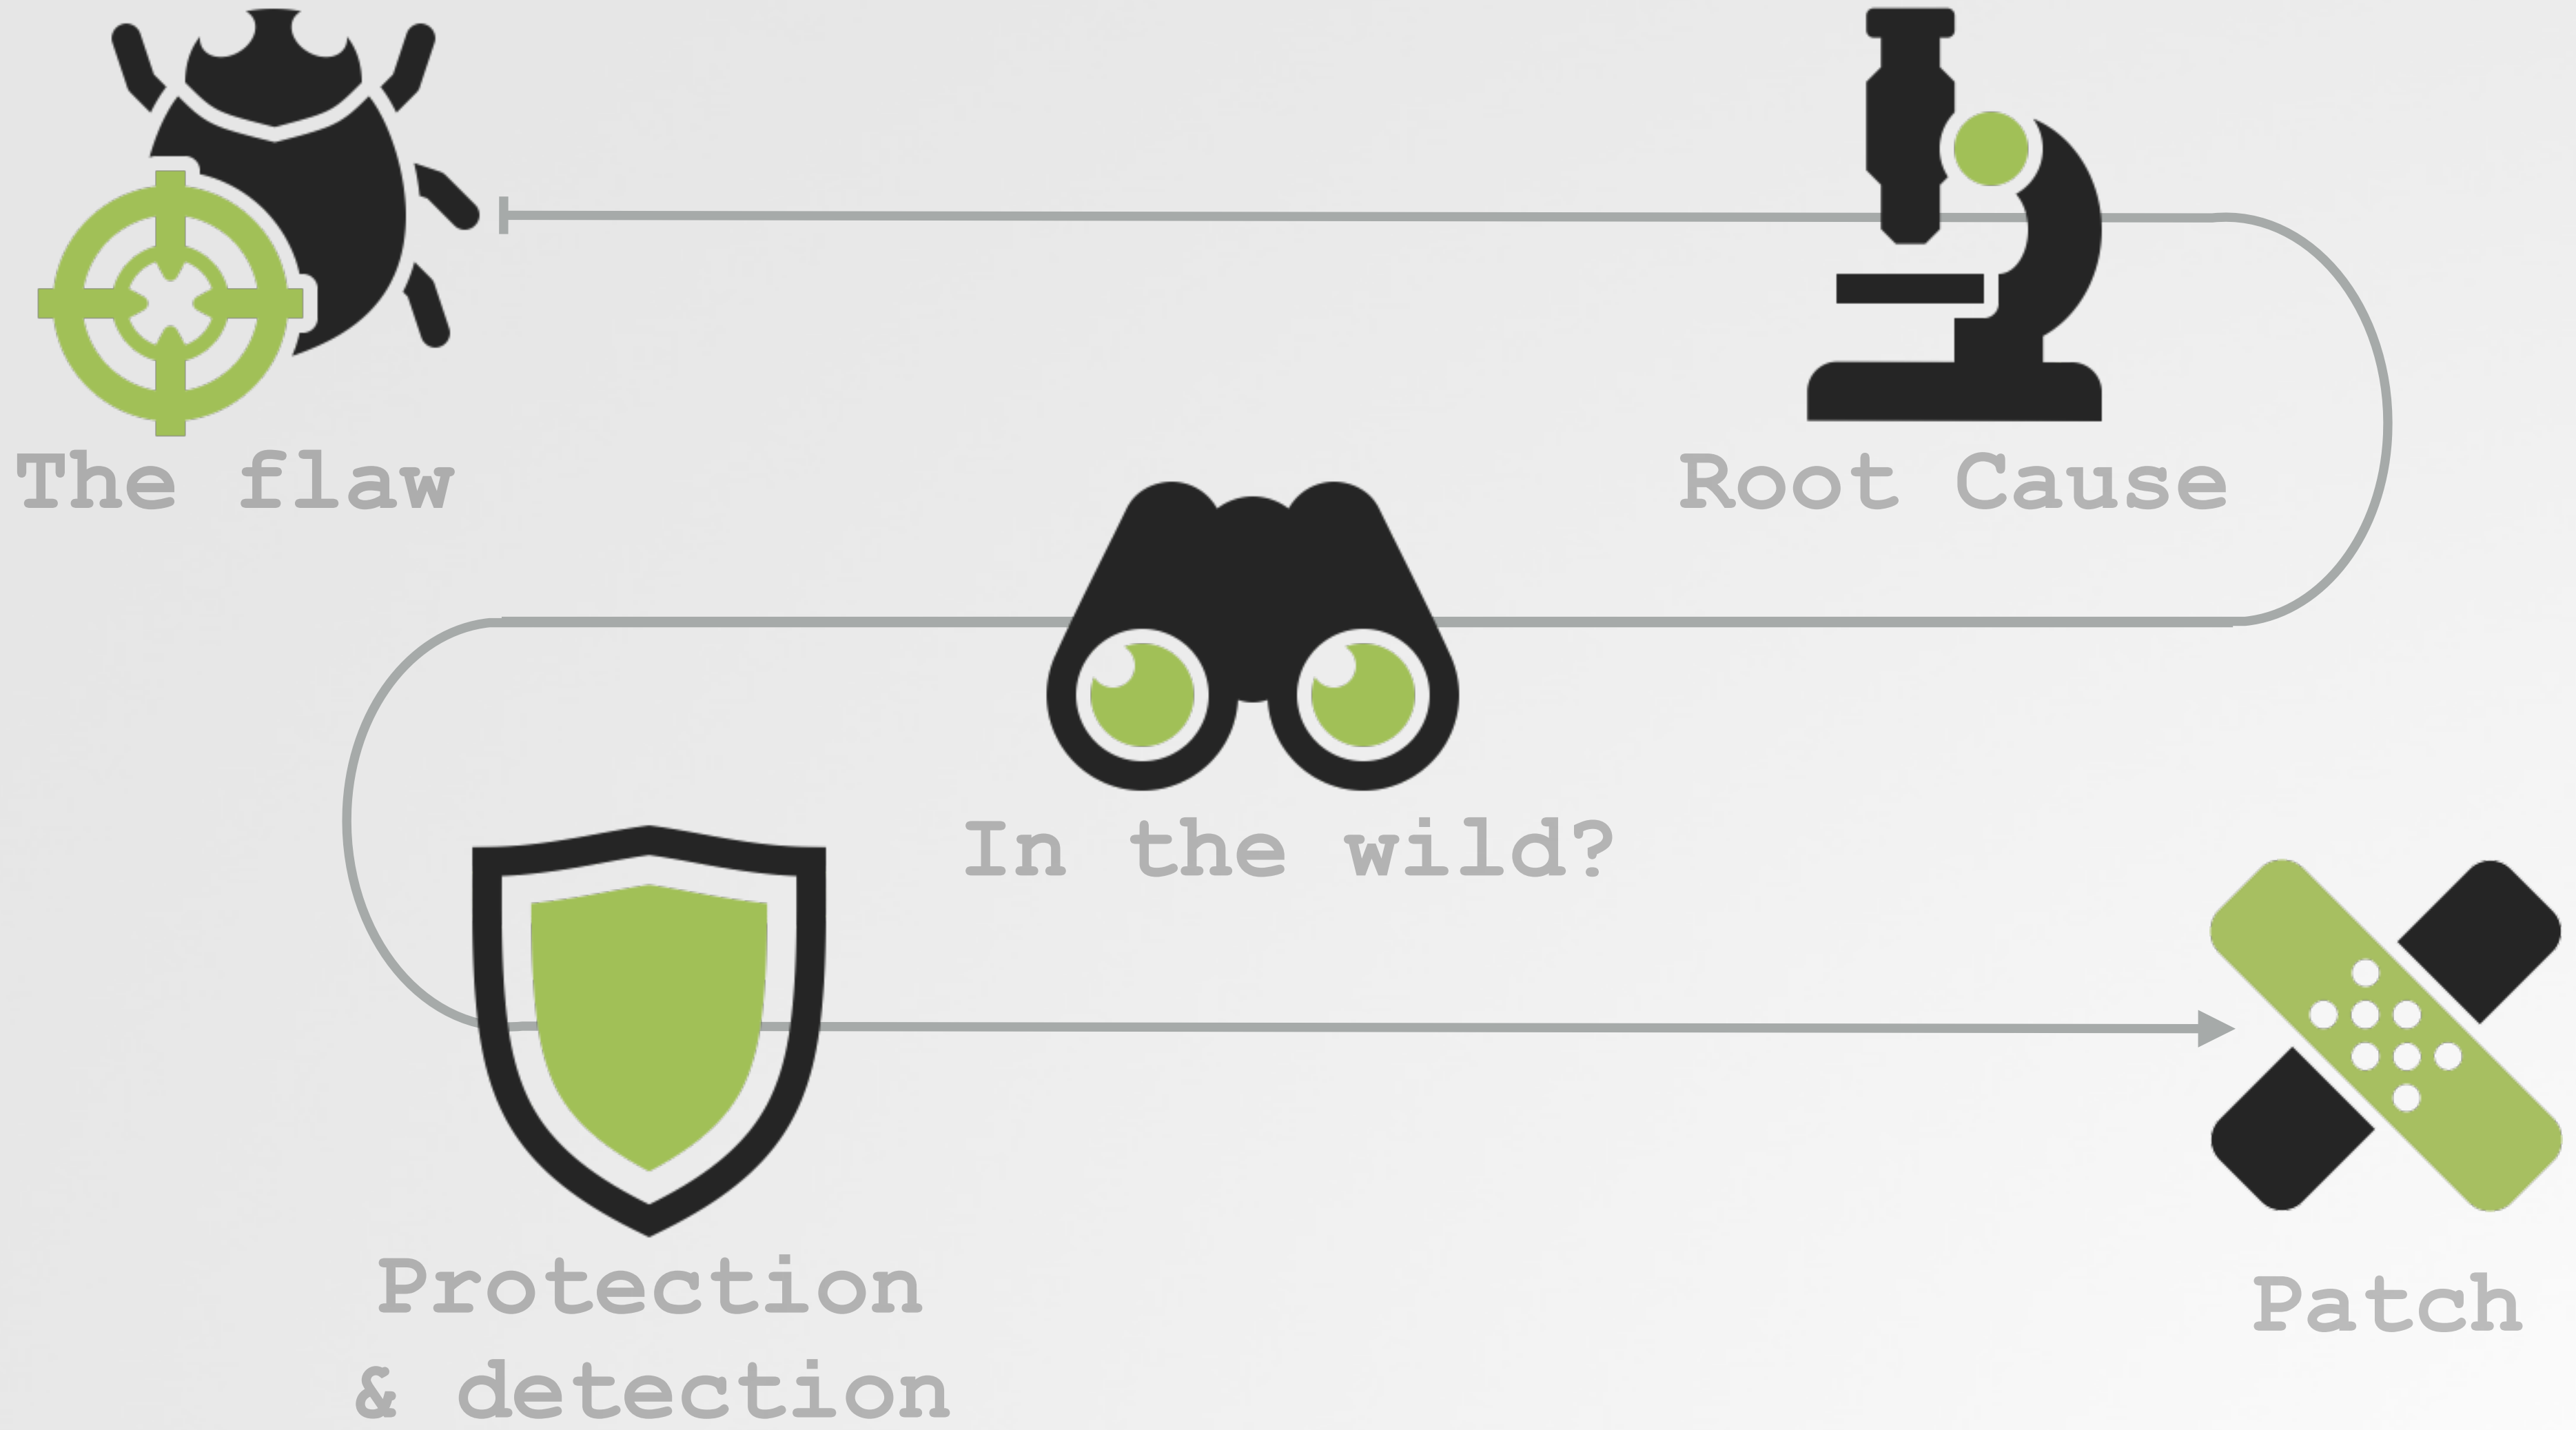 The flaw
Root Cause
In the wild?
Protection
& detection
Patch